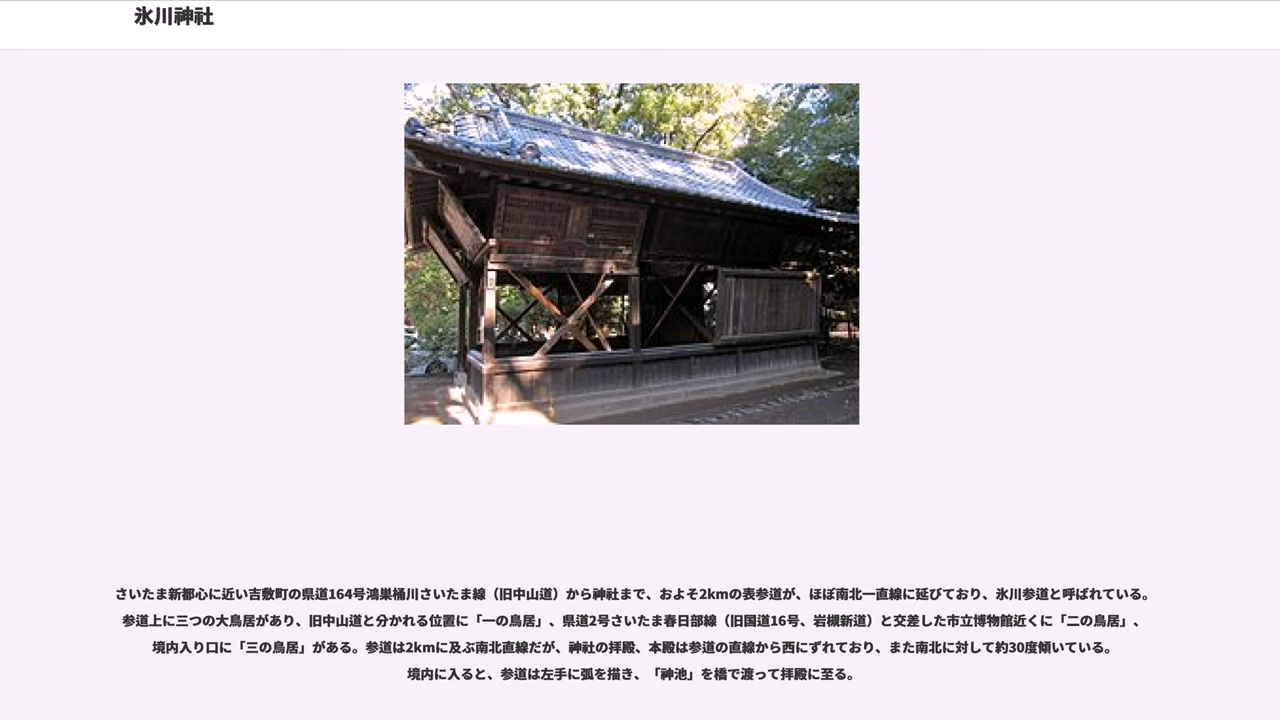 氷川神社
さいたま新都心に近い吉敷町の県道164号鴻巣桶川さいたま線（旧中山道）から神社まで、およそ2kmの表参道が、ほぼ南北一直線に延びており、氷川参道と呼ばれている。
参道上に三つの大鳥居があり、旧中山道と分かれる位置に「一の鳥居」、県道2号さいたま春日部線（旧国道16号、岩槻新道）と交差した市立博物館近くに「二の鳥居」、
境内入り口に「三の鳥居」がある。参道は2kmに及ぶ南北直線だが、神社の拝殿、本殿は参道の直線から西にずれており、また南北に対して約30度傾いている。
境内に入ると、参道は左手に弧を描き、「神池」を橋で渡って拝殿に至る。